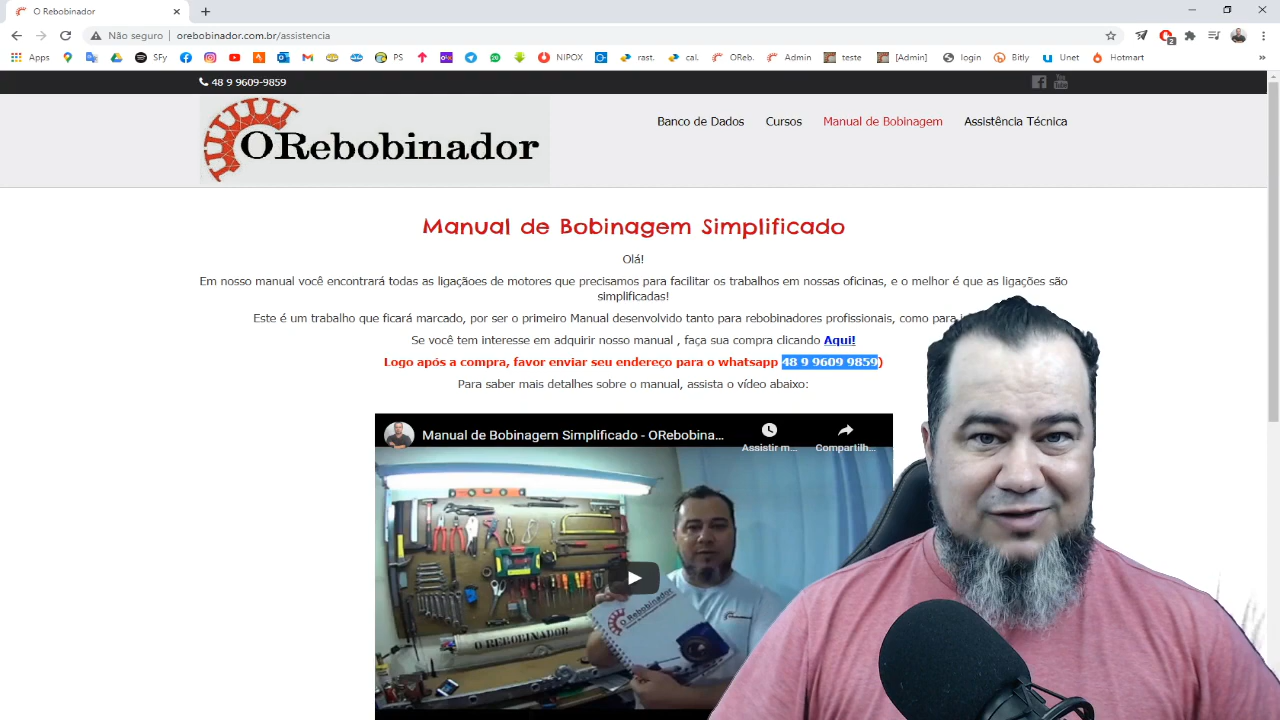 O Rebobinador
Não seguro | orebobinador.com.br/assistencia
Apps SFy PS NIPOX rast. cal. OReb. Admin teste [Admin] login Bitly Unet Hotmart »
48 9 9609-9859
ORebobinador
Banco de Dados Cursos Manual de Bobinagem Assistência Técnica
Manual de Bobinagem Simplificado
Olá!
Em nosso manual você encontrará todas as ligaçãoes de motores que precisamos para facilitar os trabalhos em nossas oficinas, e o melhor é que as ligações são
simplificadas!
Este é um trabalho que ficará marcado, por ser o primeiro Manual desenvolvido tanto para rebobinadores profissionais, como para
Se você tem interesse em adquirir nosso manual , faça sua compra clicando Aqui!
Logo após a compra, favor enviar seu endereço para o whatsapp 48 9 9609 9859)
Para saber mais detalhes sobre o manual, assista o vídeo abaixo:
Manual de Bobinagem Simplificado - ORebobina...
Assistir m... Compartilh...
O Rebobinador
O REBOBINADOR